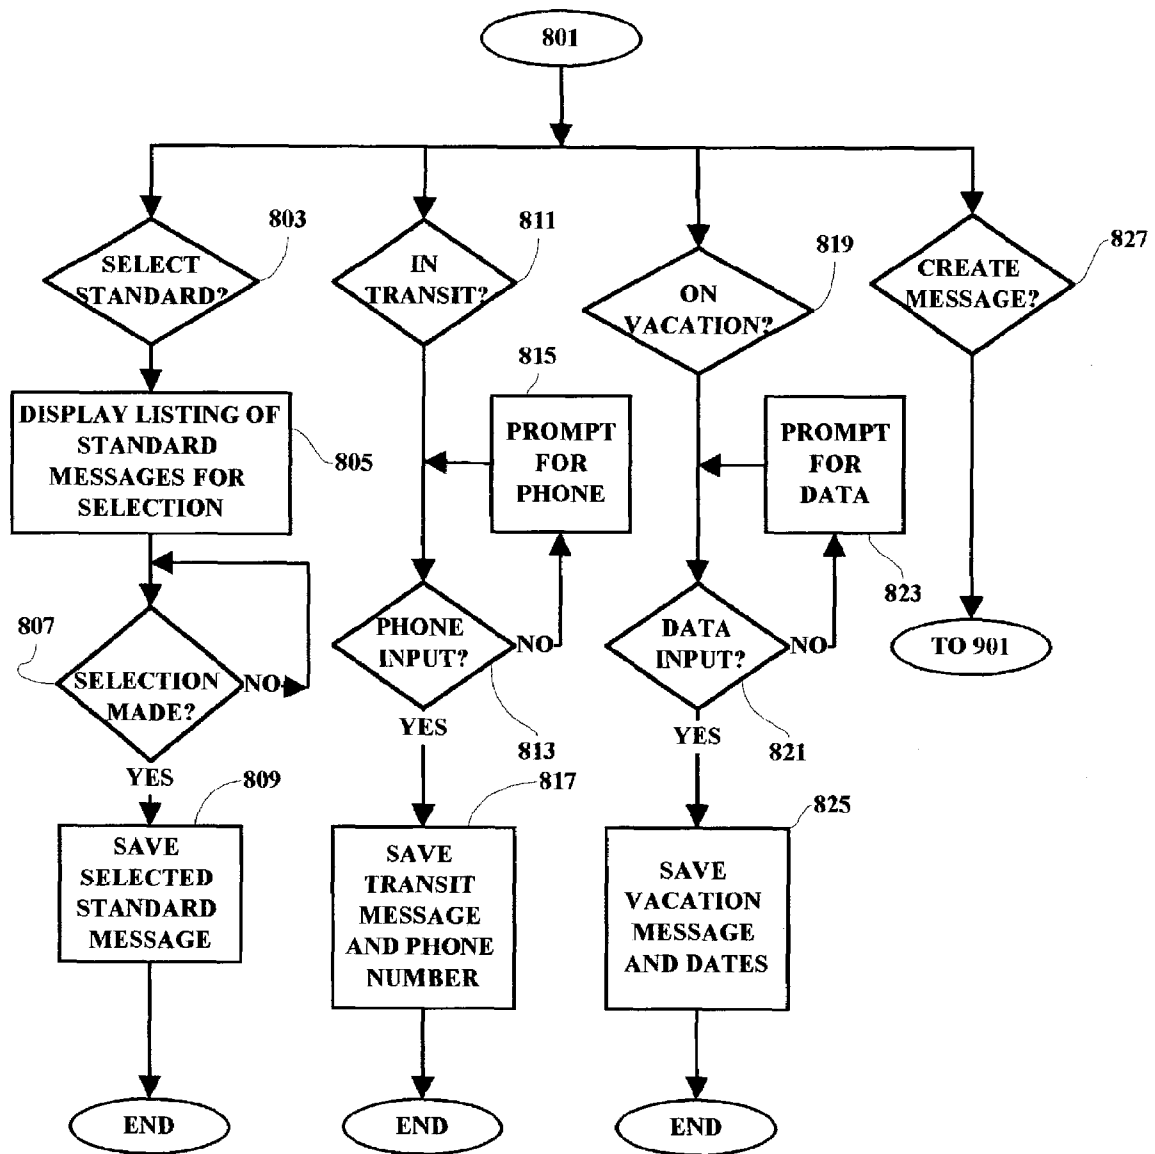 801
803
SELECT
STANDARD?
811
IN
TRANSIT?
819
ON
VACATION?
827
CREATE
MESSAGE?
DISPLAY LISTING OF
STANDARD
MESSAGES FOR
SELECTION
805
815
PROMPT
FOR
PHONE
PROMPT
FOR
DATA
823
807
SELECTION
MADE?
NO
YES
PHONE
INPUT?
NO
YES
813
DATA
INPUT?
NO
YES
821
TO 901
809
SAVE
SELECTED
STANDARD
MESSAGE
817
SAVE
TRANSIT
MESSAGE
AND PHONE
NUMBER
825
SAVE
VACATION
MESSAGE
AND DATES
END
END
END